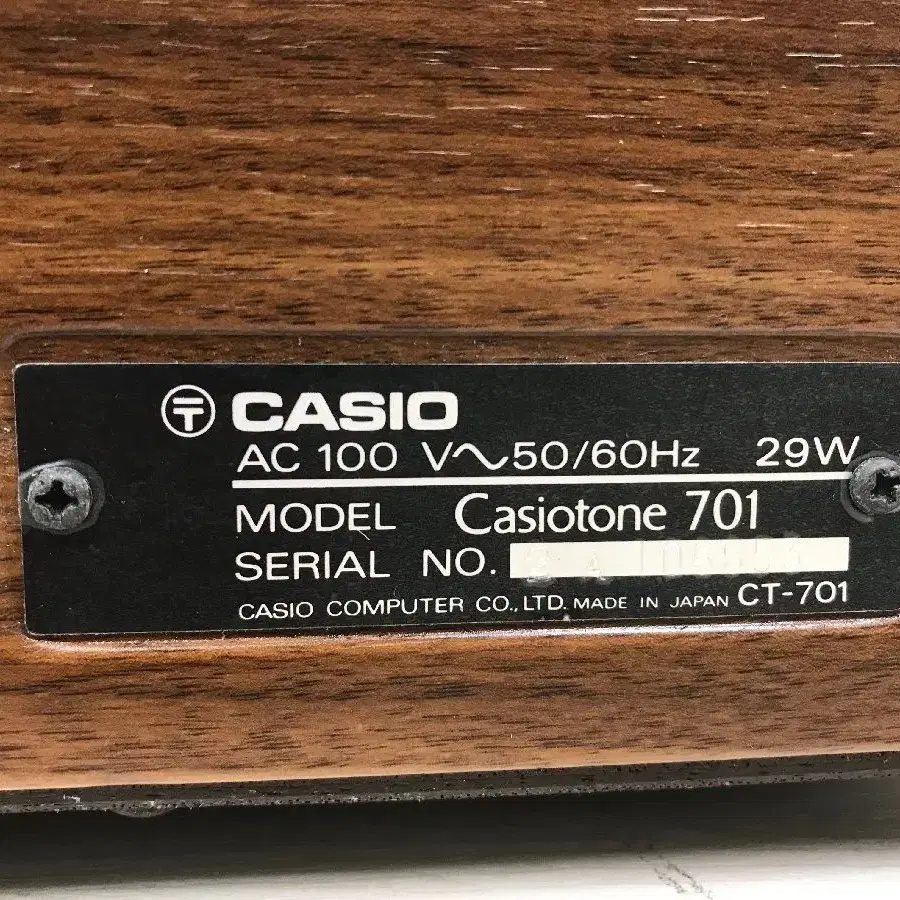 〒 CASIO
AC 100 V～50/60Hz 29W
MODEL Casiotone 701
SERIAL NO.
CASIO COMPUTER CO., LTD. MADE IN JAPAN CT-701